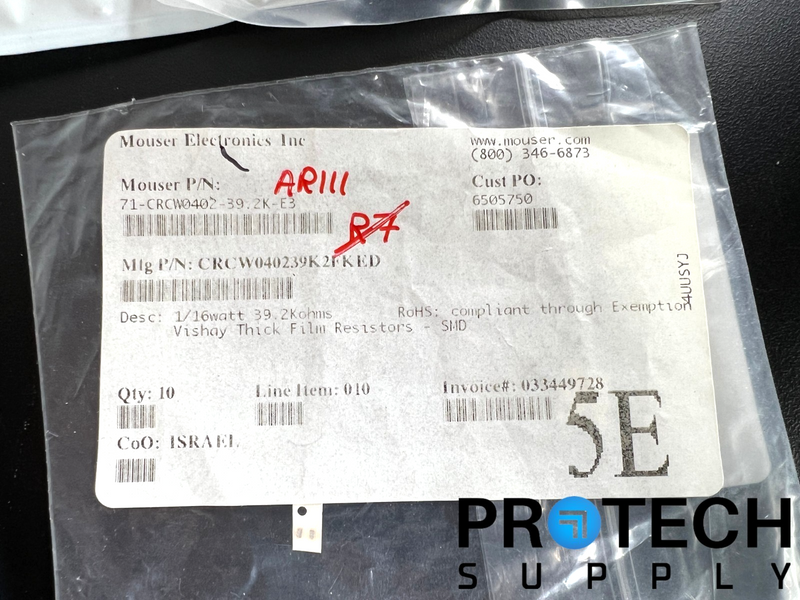 Mouser Electronics Inc
www.mouser.com
(800) 346-6873
Mouser P/N:
AR111
Cust PO:
71-CRCW0402-39.2K-E3
6505750
R7
Mfg P/N: CRCW040239K2FKED
34UUSYJ
Desc: 1/16watt 39.2Kohms RoHS: compliant through Exemption
Vishay Thick Film Resistors - SMD
Qty: 10
Line Item: 010
Invoice#: 033449728
5E
CoO: ISRAEL
PROTECH
SUPPLY